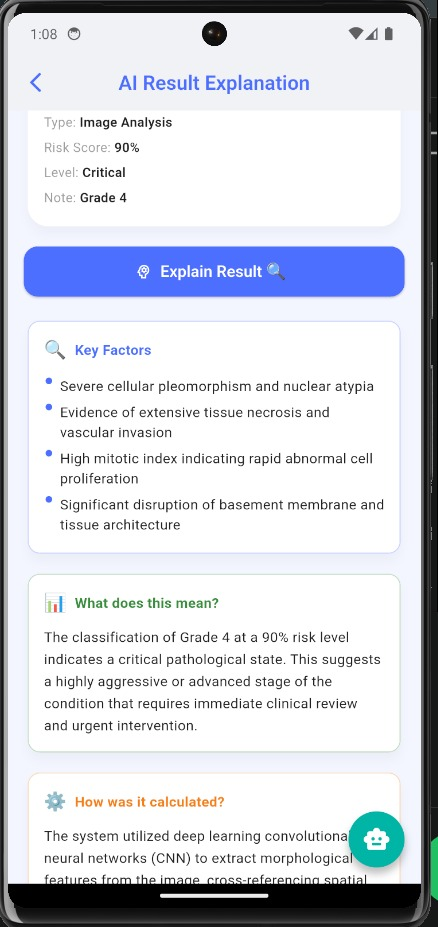 1:08
AI Result Explanation
Type: Image Analysis
Risk Score: 90%
Level: Critical
Note: Grade 4
Explain Result 🔍
Key Factors
Severe cellular pleomorphism and nuclear atypia
Evidence of extensive tissue necrosis and
vascular invasion
High mitotic index indicating rapid abnormal cell
proliferation
Significant disruption of basement membrane and
tissue architecture
What does this mean?
The classification of Grade 4 at a 90% risk level
indicates a critical pathological state. This suggests
a highly aggressive or advanced stage of the
condition that requires immediate clinical review
and urgent intervention.
How was it calculated?
The system utilized deep learning convolutiona
neural networks (CNN) to extract morphological
features from the image, cross-referencing spatial